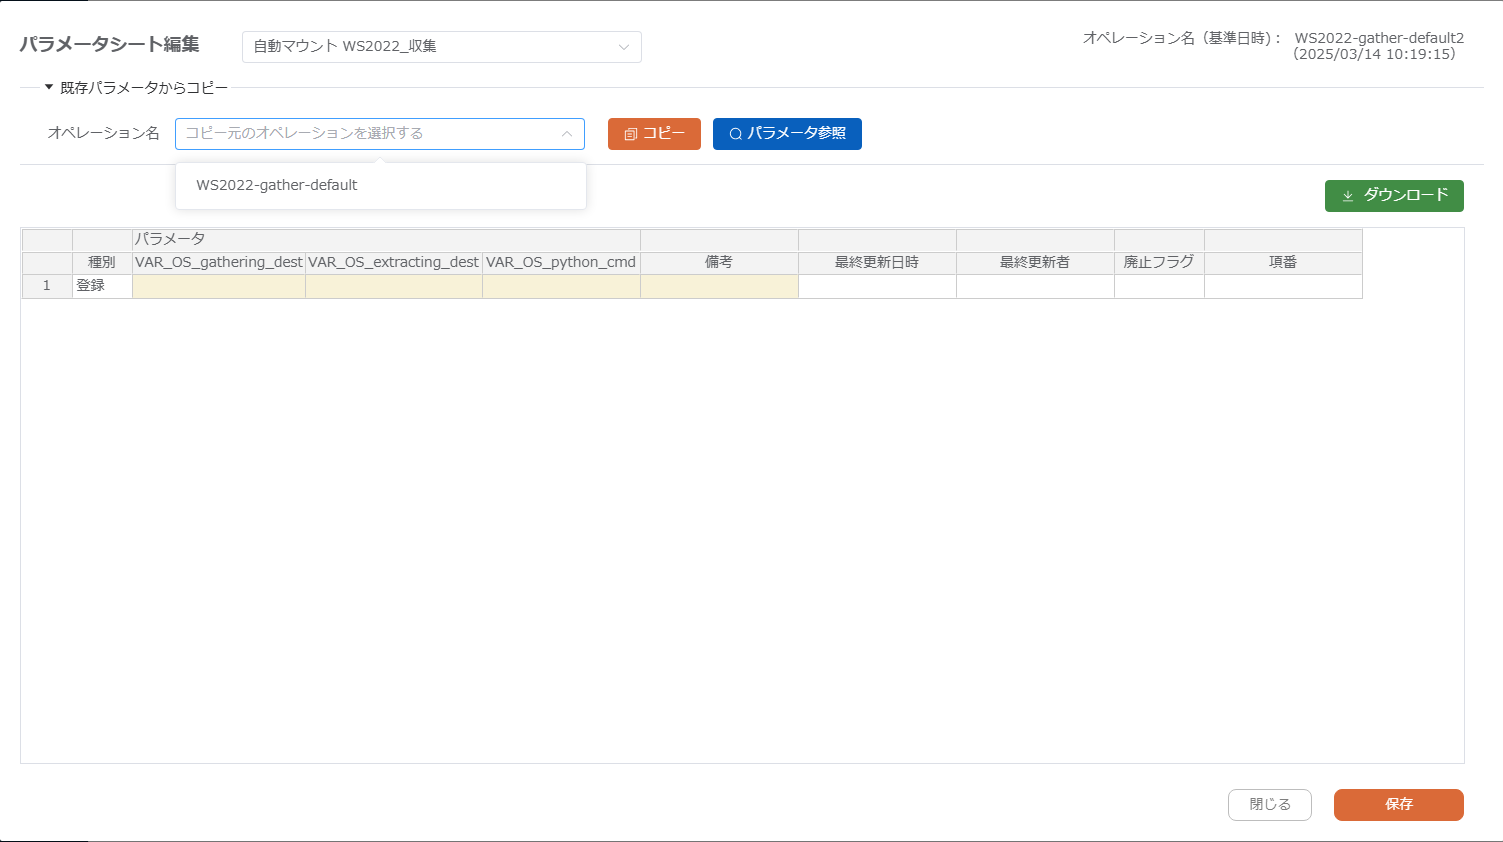 パラメータシート編集
自動マウント WS2022_収集
オペレーション名（基準日時）： WS2022-gather-default2
（2025/03/14 10:19:15）
▼ 既存パラメータからコピー
オペレーション名
コピー元のオペレーションを選択する
コピー
パラメータ参照
WS2022-gather-default
ダウンロード
パラメータ
種別 VAR_OS_gathering_dest VAR_OS_extracting_dest VAR_OS_python_cmd 備考 最終更新日時 最終更新者 廃止フラグ 項番
1 登録
閉じる
保存